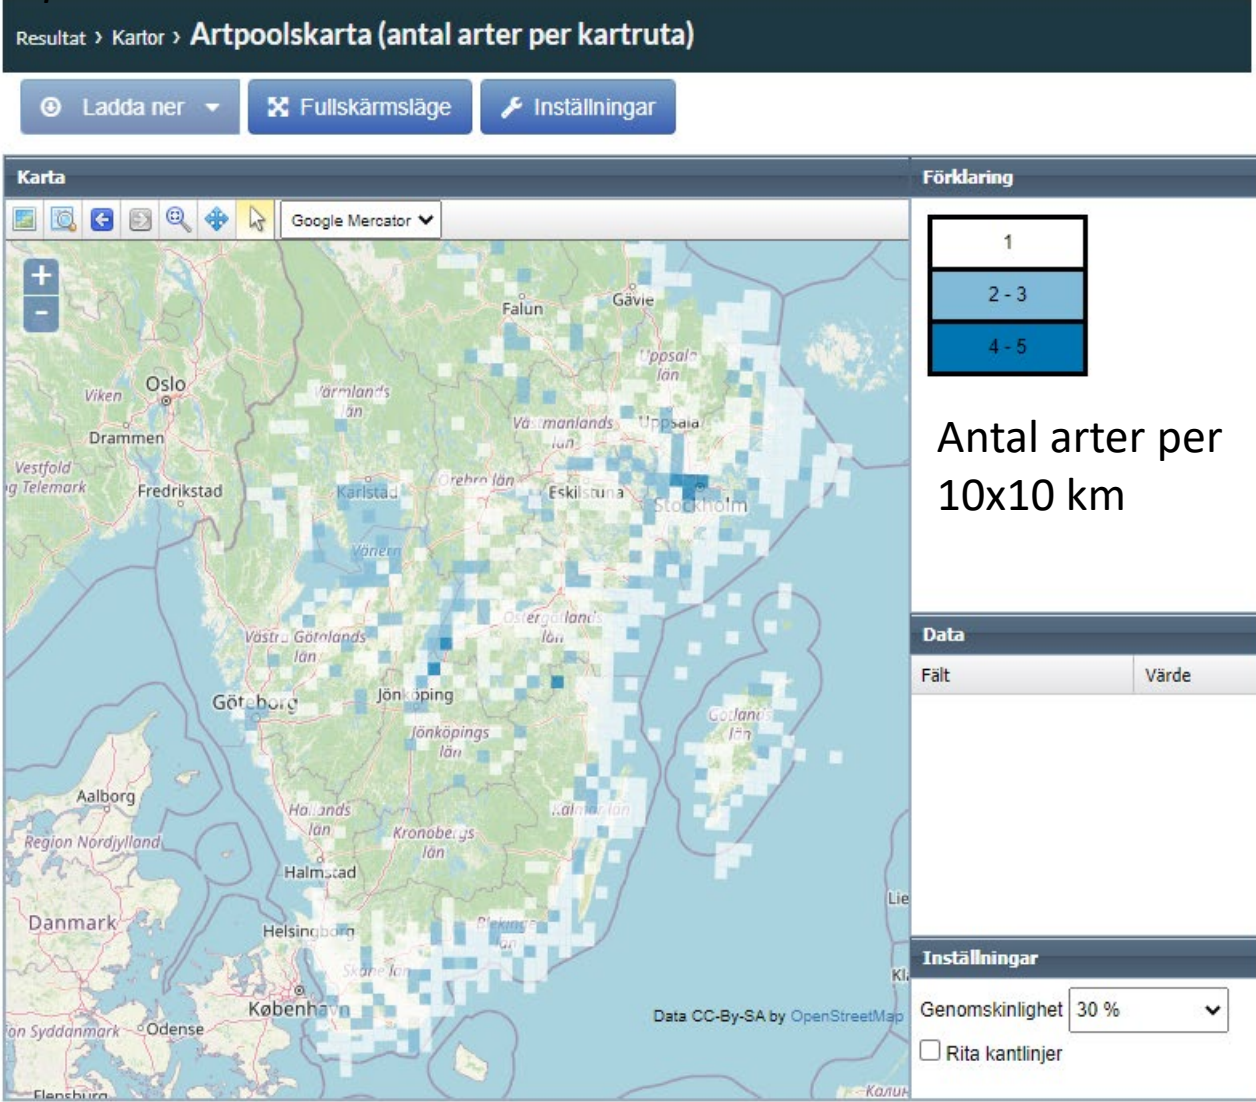 Resultat › Kartor › Artpoolskarta (antal arter per kartruta)
Ladda ner
Fullskärmsläge
Inställningar
Karta
Google Mercator
+
-
Falun
Gävle
Uppsala
län
Oslo
Viken
Värmlands
län
Drammen
Västmanlands
län
Uppsala
Vestfold
og Telemark
Fredrikstad
Karlstad
Örebro län
Eskilstuna
Stockholm
Vänern
Östergötlands
län
Västra Götalands
län
Göteborg
Jönköping
Gotlands
län
Jönköpings
län
Aalborg
Hallands
län
Kalmar län
Region Nordjylland
Kronobergs
län
Halmstad
Lie
Danmark
Helsingborg
Blekinge
län
Skåne län
København
Data CC-By-SA by OpenStreetMap
Odense
Flensburg
Förklaring
1
2 - 3
4 - 5
Antal arter per
10x10 km
Data
Fält
Värde
Inställningar
Genomskinlighet
30 %
Rita kantlinjer